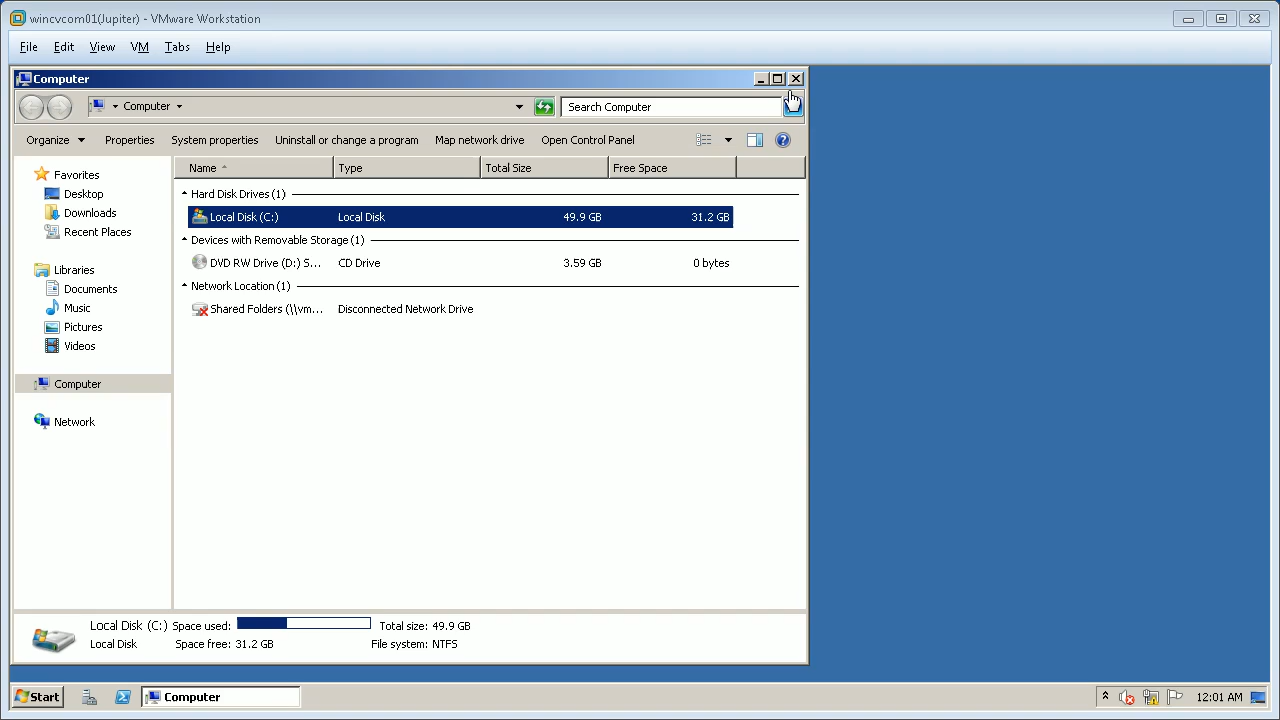 wincvcom01(Jupiter) - VMware Workstation
File Edit View VM Tabs Help
Computer
Computer
Search Computer
Organize Properties System properties Uninstall or change a program Map network drive Open Control Panel
Name Type Total Size Free Space
Favorites
Desktop
Downloads
Recent Places
Libraries
Documents
Music
Pictures
Videos
Computer
Network
Hard Disk Drives (1)
Local Disk (C:) Local Disk 49.9 GB 31.2 GB
Devices with Removable Storage (1)
DVD RW Drive (D:) S... CD Drive 3.59 GB 0 bytes
Network Location (1)
Shared Folders (\\vm... Disconnected Network Drive
Local Disk (C:) Space used: Total size: 49.9 GB
Local Disk Space free: 31.2 GB File system: NTFS
Start Computer 12:01 AM